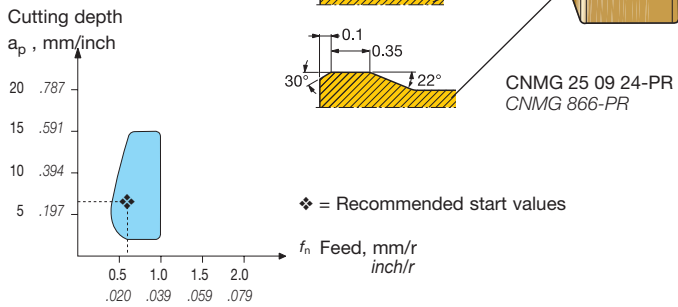 Cutting depth
aₚ , mm/inch
0.1
0.35
30°
22°
CNMG 25 09 24-PR
CNMG 866-PR
20 .787
15 .591
10 .394
5 .197
❖ = Recommended start values
fₙ Feed, mm/r
inch/r
0.5 1.0 1.5 2.0
.020 .039 .059 .079